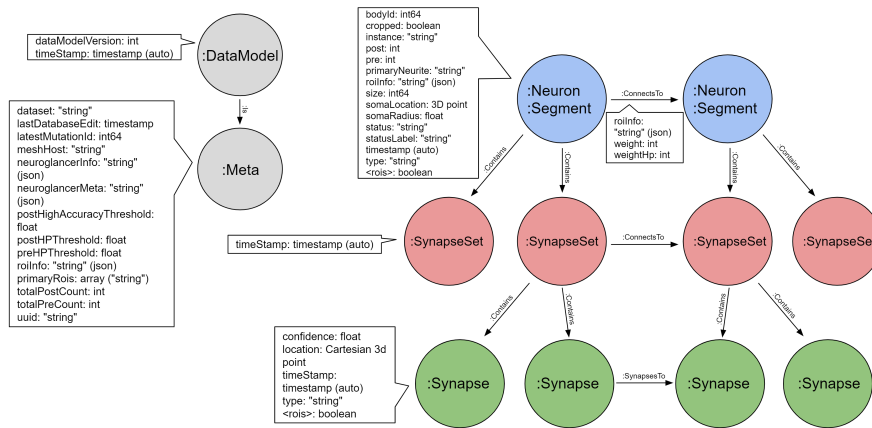 dataModelVersion: int
timeStamp: timestamp (auto)
:DataModel
:Is
:Meta
dataset: "string"
lastDatabaseEdit: timestamp
latestMutationId: int64
meshHost: "string"
neuroglancerInfo: "string"
(json)
neuroglancerMeta: "string"
(json)
postHighAccuracyThreshold:
float
postHPThreshold: float
preHPThreshold: float
roiInfo: "string" (json)
primaryRois: array ("string")
totalPostCount: int
totalPreCount: int
uuid: "string"
bodyId: int64
cropped: boolean
instance: "string"
post: int
pre: int
primaryNeurite: "string"
roiInfo: "string" (json)
size: int64
somaLocation: 3D point
somaRadius: float
status: "string"
statusLabel: "string"
timestamp (auto)
type: "string"
<rois>: boolean
:Neuron
:Segment
:ConnectsTo
:Neuron
:Segment
roiInfo:
"string" (json)
weight: int
weightHp: int
:Contains
:Contains
:Contains
:Contains
timeStamp: timestamp (auto)
:SynapseSet
:SynapseSet
:ConnectsTo
:SynapseSet
:SynapseSe
:Contains
:Contains
:Contains
:Contains
confidence: float
location: Cartesian 3d
point
timeStamp:
timestamp (auto)
type: "string"
<rois>: boolean
:Synapse
:Synapse
:SynapsesTo
:Synapse
:Synapse